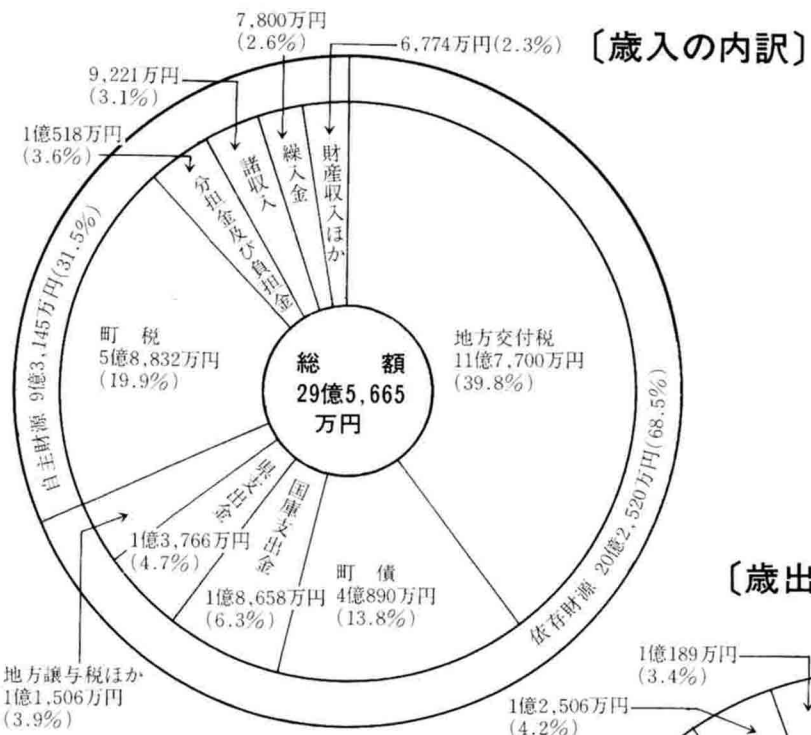 〔歳入の内訳〕
7,800万円
(2.6%)
6,774万円(2.3%)
9,221万円
(3.1%)
1億518万円
(3.6%)
分担金及び負担金
諸収入
繰入金
財産収入ほか
自主財源 9億3,145万円(31.5%)
町 税
5億8,832万円
(19.9%)
総 額
29億5,665
万円
地方交付税
11億7,700万円
(39.8%)
依存財源 20億2,520万円(68.5%)
県支出金
1億3,766万円
(4.7%)
国庫支出金
1億8,658万円
(6.3%)
町 債
4億890万円
(13.8%)
地方譲与税ほか
1億1,506万円
(3.9%)
〔歳出
1億189万円
(3.4%)
1億2,506万円
(4.2%)